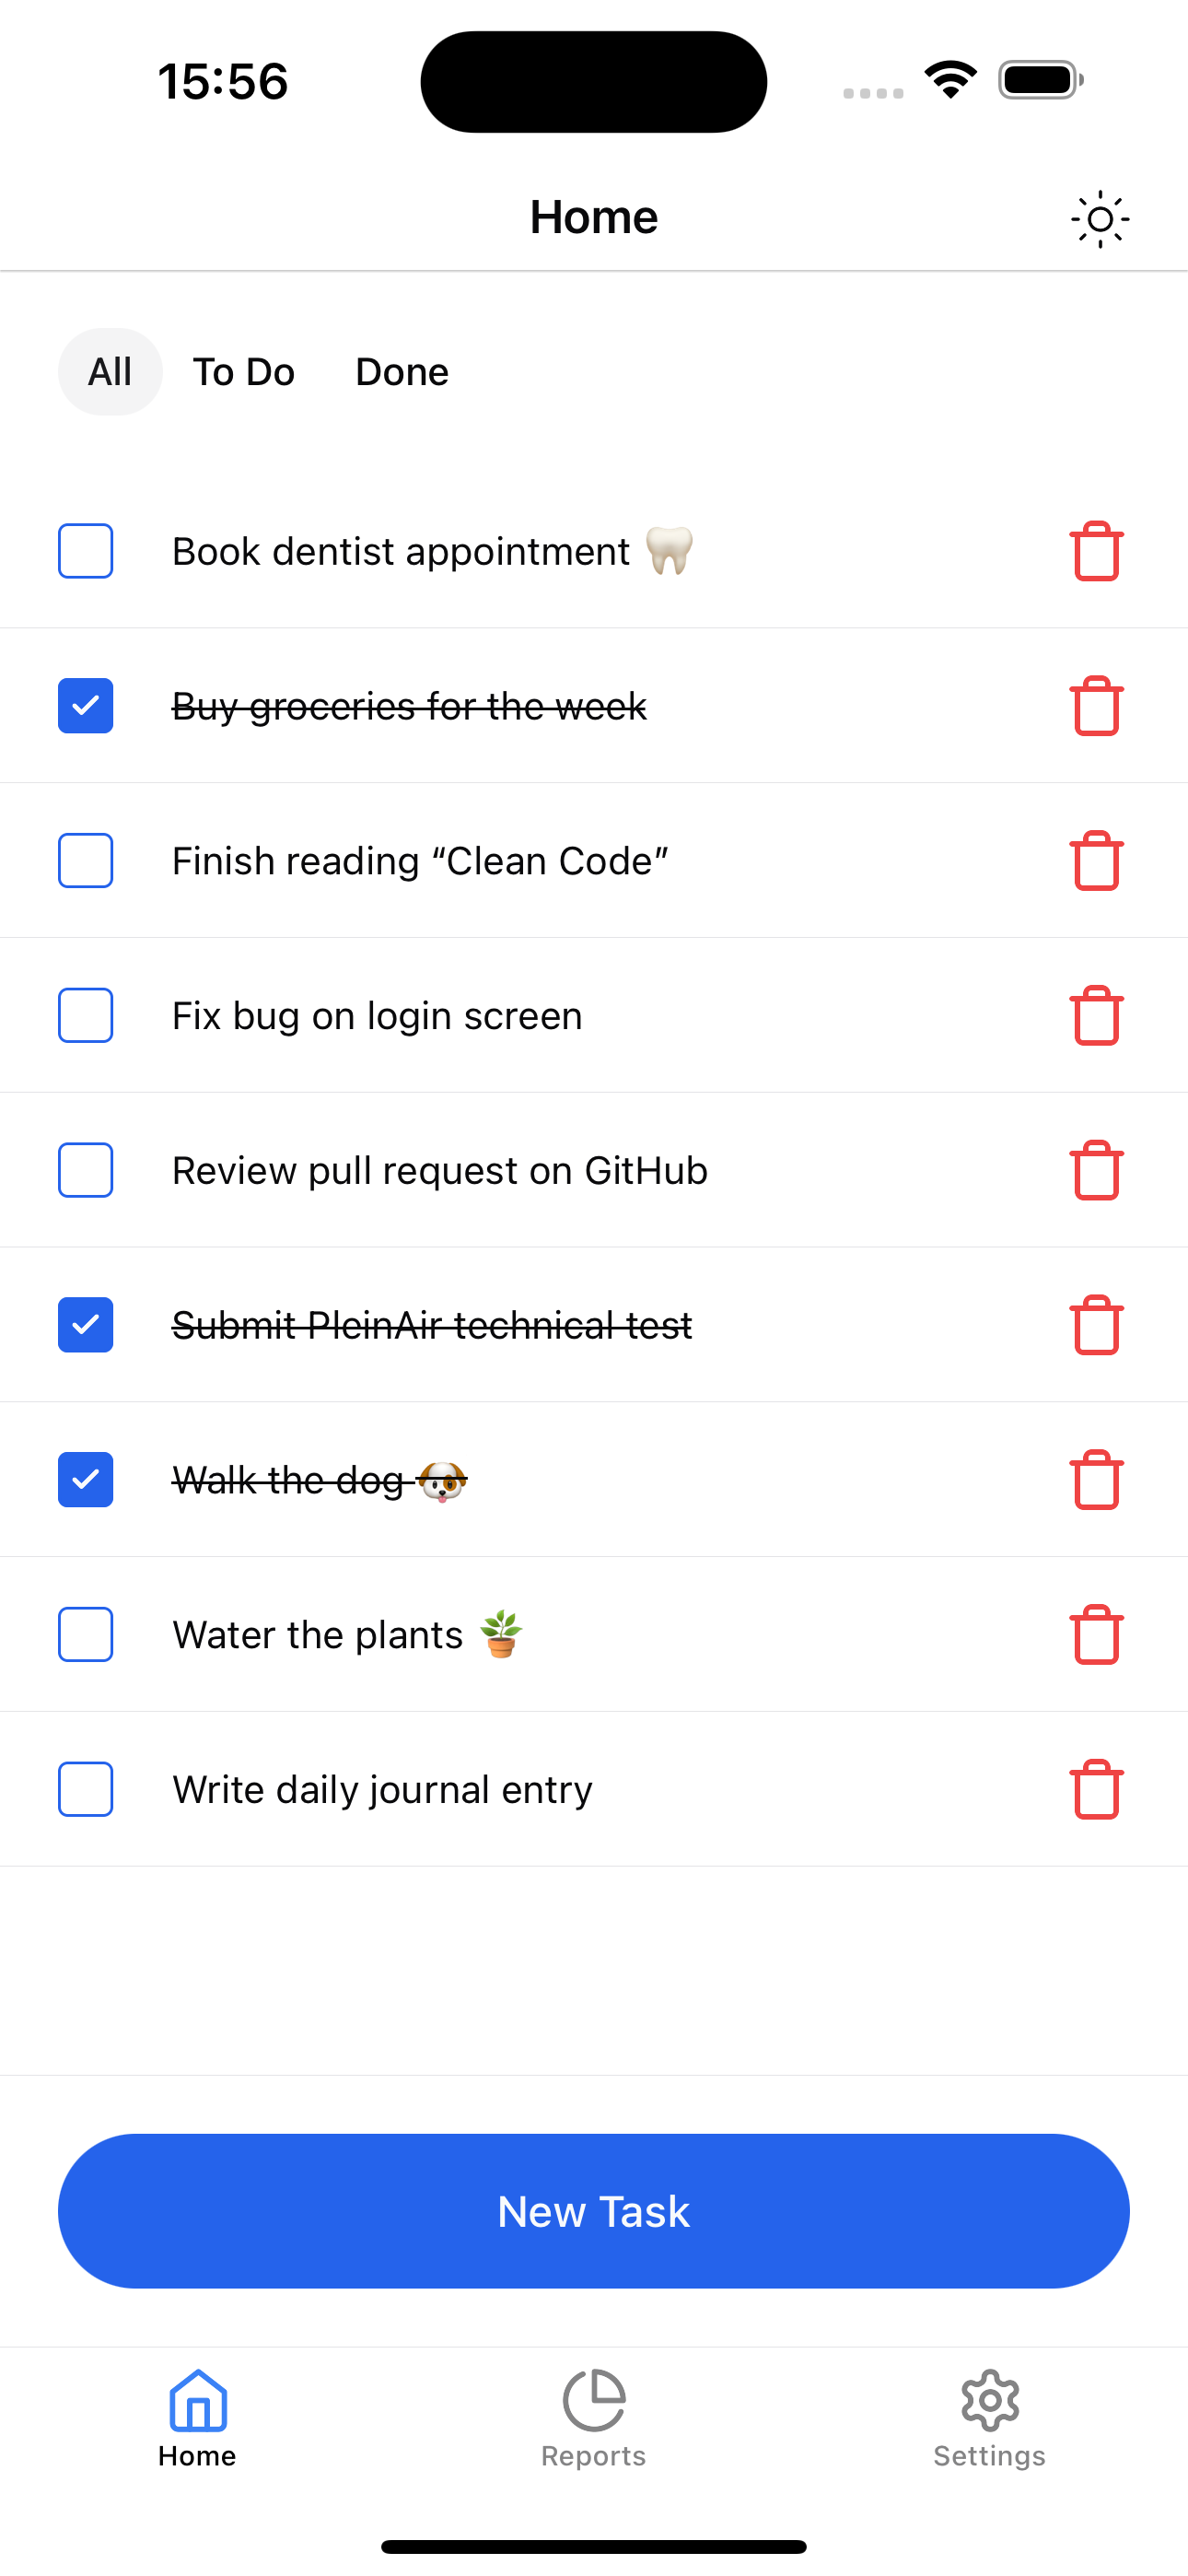 15:56
Home
All To Do Done
Book dentist appointment 🦷
Buy groceries for the week
Finish reading “Clean Code”
Fix bug on login screen
Review pull request on GitHub
Submit PleinAir technical test
Walk the dog 🐶
Water the plants 🪴
Write daily journal entry
New Task
Home Reports Settings